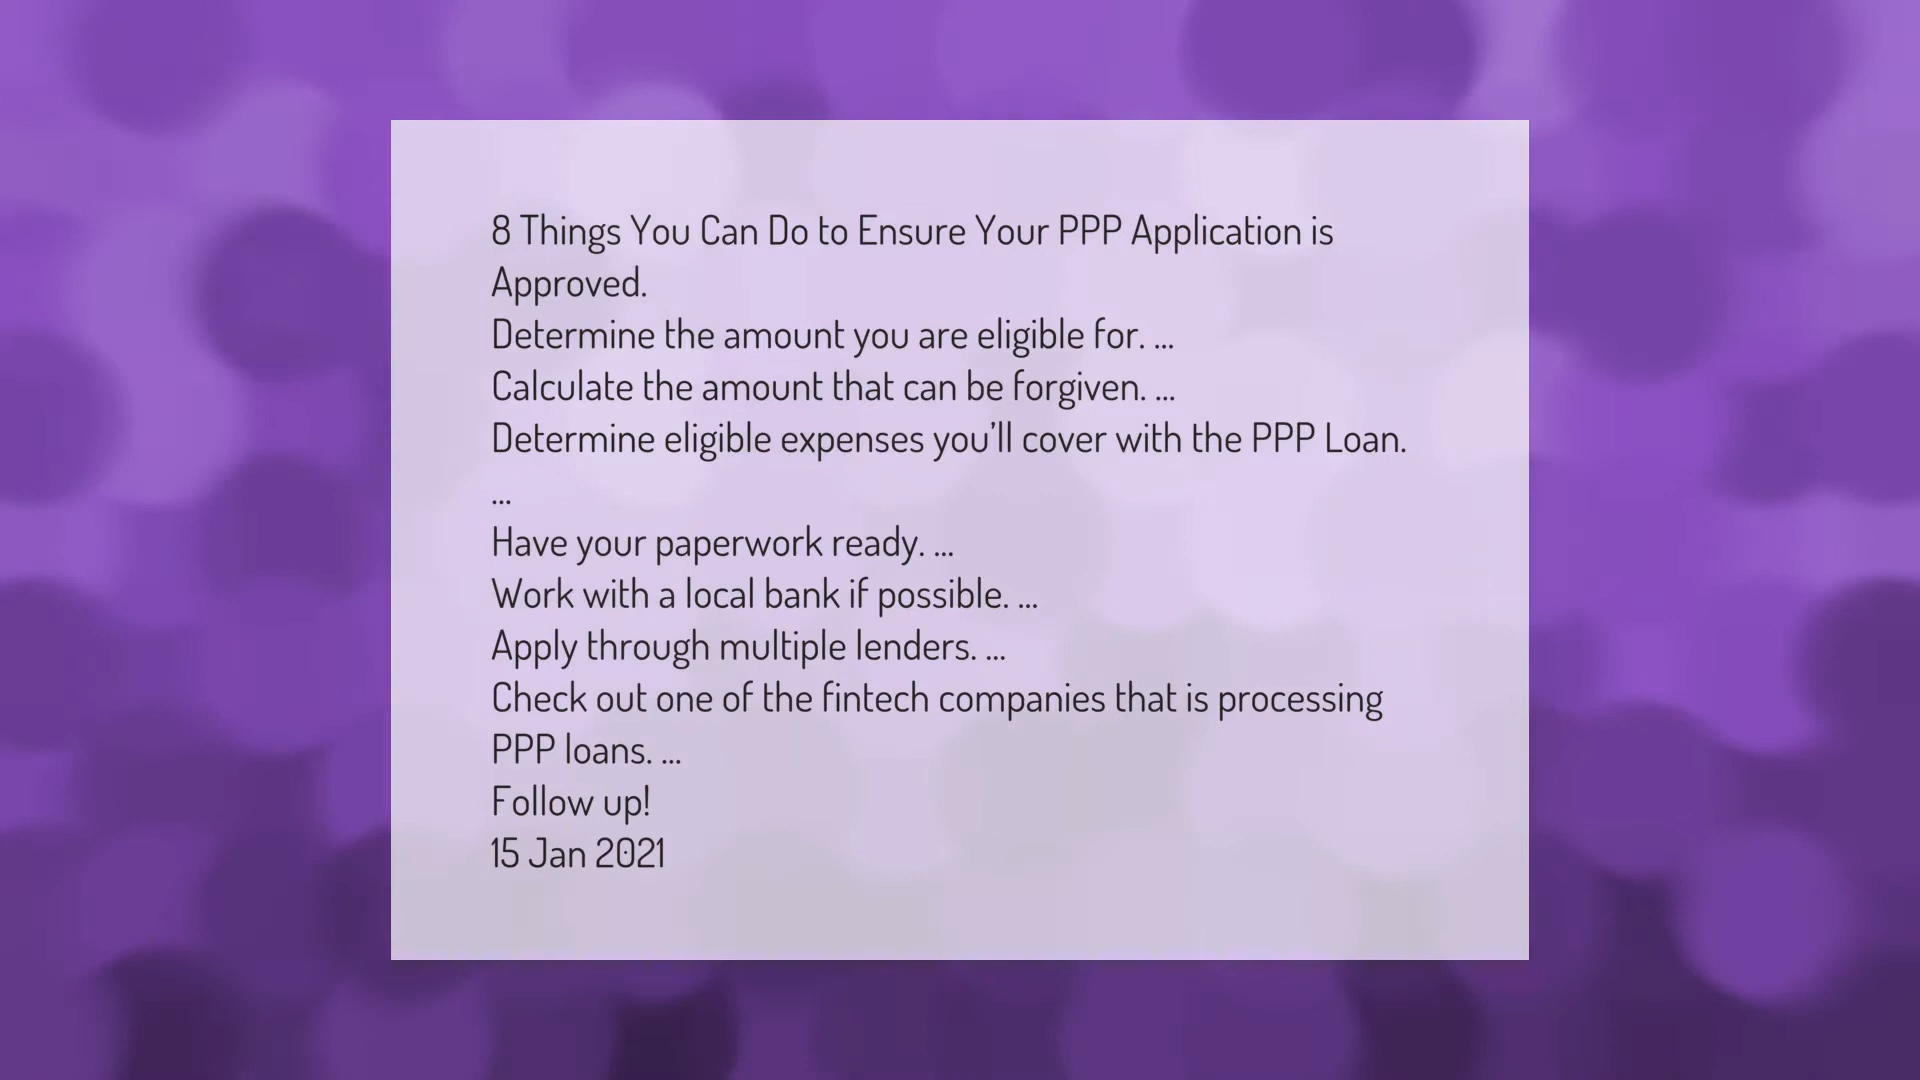 8 Things You Can Do to Ensure Your PPP Application is
Approved.
Determine the amount you are eligible for. ...
Calculate the amount that can be forgiven. ...
Determine eligible expenses you’ll cover with the PPP Loan.
...
Have your paperwork ready. ...
Work with a local bank if possible. ...
Apply through multiple lenders. ...
Check out one of the fintech companies that is processing
PPP loans. ...
Follow up!
15 Jan 2021